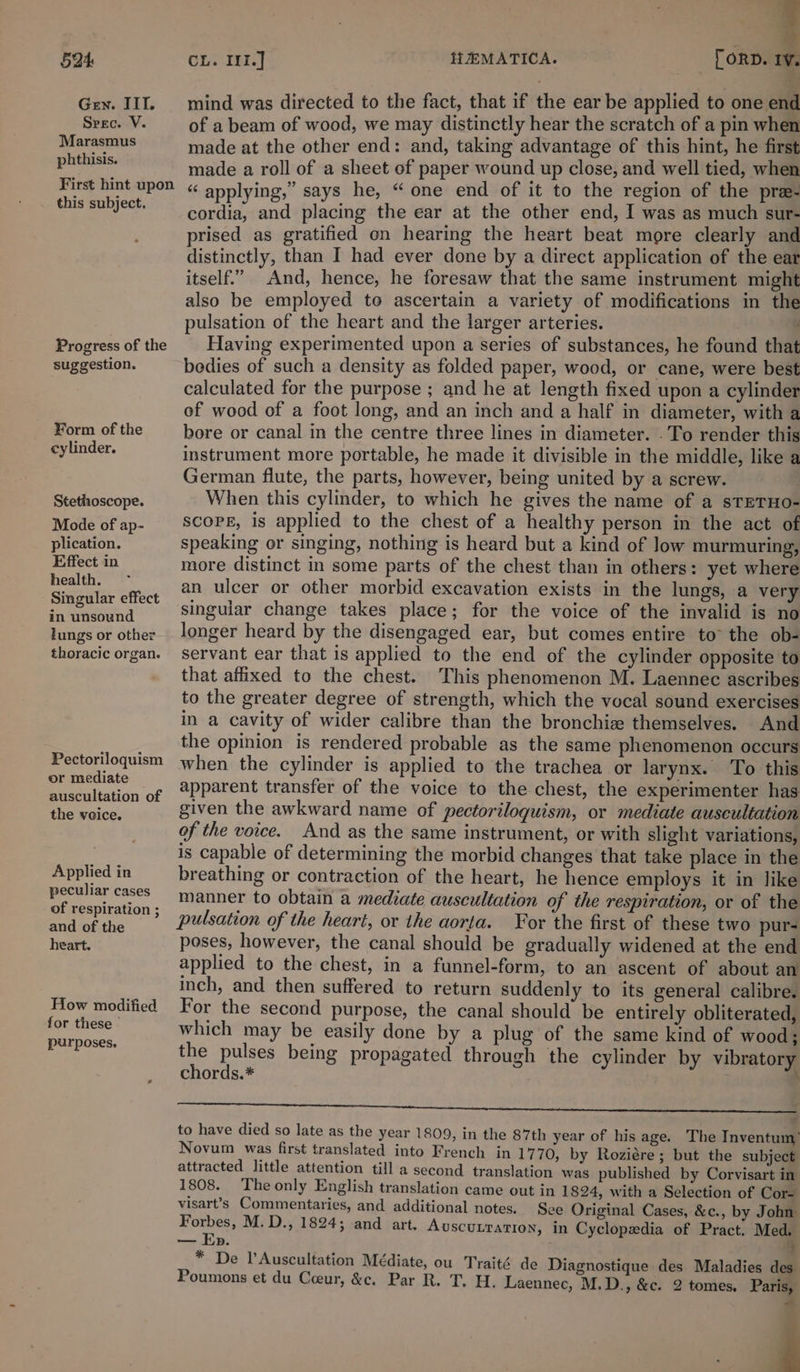 524
CL. III.]
HÆMATICA.
[ORD. IV.
Gen. III.
Spec. V.
Marasmus
phthisis.
First hint upon
this subject.
Progress of the
suggestion.
Form of the
cylinder.
Stethoscope.
Mode of ap-
plication.
Effect in
health.
Singular effect
in unsound
lungs or other
thoracic organ.
Pectoriloquism
or mediate
auscultation of
the voice.
Applied in
peculiar cases
of respiration;
and of the
heart.
How modified
for these
purposes.
mind was directed to the fact, that if the ear be applied to one end
of a beam of wood, we may distinctly hear the scratch of a pin when
made at the other end: and, taking advantage of this hint, he first
made a roll of a sheet of paper wound up close, and well tied, when
“applying,” says he, “one end of it to the region of the præ-
cordia, and placing the ear at the other end, I was as much sur-
prised as gratified on hearing the heart beat more clearly and
distinctly, than I had ever done by a direct application of the ear
itself.” And, hence, he foresaw that the same instrument might
also be employed to ascertain a variety of modifications in the
pulsation of the heart and the larger arteries.
Having experimented upon a series of substances, he found that
bodies of such a density as folded paper, wood, or cane, were best
calculated for the purpose; and he at length fixed upon a cylinder
of wood of a foot long, and an inch and a half in diameter, with a
bore or canal in the centre three lines in diameter. To render this
instrument more portable, he made it divisible in the middle, like a
German flute, the parts, however, being united by a screw.
When this cylinder, to which he gives the name of a STETHO-
SCOPE, is applied to the chest of a healthy person in the act of
speaking or singing, nothing is heard but a kind of low murmuring,
more distinct in some parts of the chest than in others: yet where
an ulcer or other morbid excavation exists in the lungs, a very
singular change takes place; for the voice of the invalid is no
longer heard by the disengaged ear, but comes entire to the ob-
servant ear that is applied to the end of the cylinder opposite to
that affixed to the chest. This phenomenon M. Laennec ascribes
to the greater degree of strength, which the vocal sound exercises
in a cavity of wider calibre than the bronchiæ themselves. And
the opinion is rendered probable as the same phenomenon occurs
when the cylinder is applied to the trachea or larynx. To this
apparent transfer of the voice to the chest, the experimenter has
given the awkward name of pectoriloquism, or mediate auscultation
of the voice. And as the same instrument, or with slight variations,
is capable of determining the morbid changes that take place in the
breathing or contraction of the heart, he hence employs it in like
manner to obtain a mediate auscultation of the respiration, or of the
pulsation of the heart, or the aorta. For the first of these two pur-
poses, however, the canal should be gradually widened at the end
applied to the chest, in a funnel-form, to an ascent of about an
inch, and then suffered to return suddenly to its general calibre.
For the second purpose, the canal should be entirely obliterated,
which may be easily done by a plug of the same kind of wood;
the pulses being propagated through the cylinder by vibratory
chords.*
to have died so late as the year 1809, in the 87th year of his age. The Inventum
Novum was first translated into French in 1770, by Roziére; but the subject
attracted little attention till a second translation was published by Corvisart in
1808. The only English translation came out in 1824, with a Selection of Cor-
visart’s Commentaries, and additional notes. See Original Cases, &c., by John
Forbes, M.D., 1824; and art. AUSCULTATION, in Cyclopædia of Pract. Med.
— ED.
* De l’Auscultation Médiate, ou Traité de Diagnostique des Maladies des
Poumons et du Cœur, &c. Par R. T. H. Laennec, M.D., &c. 2 tomes. Paris,